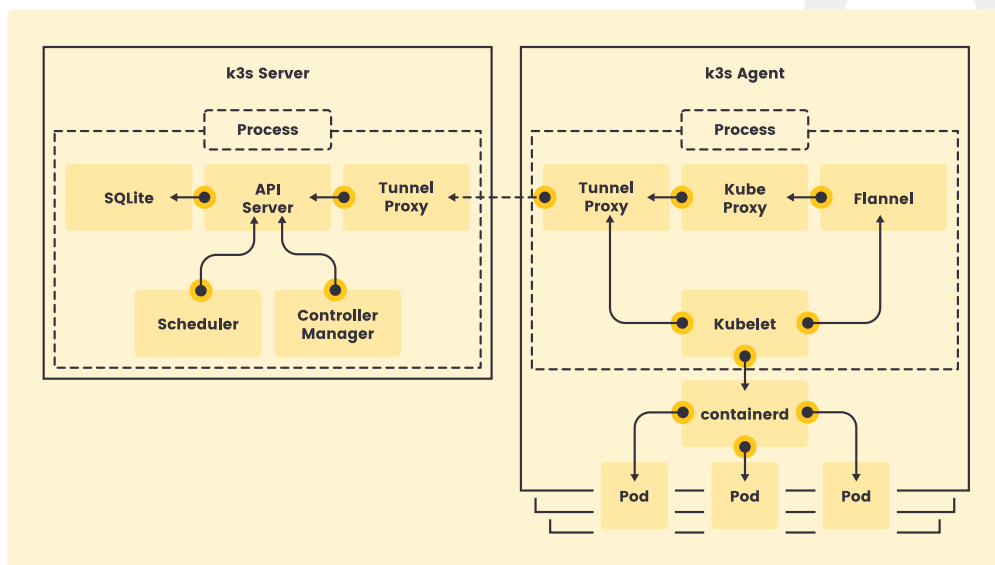 k3s Server
k3s Agent
Process
Process
SQLite
API
Server
Tunnel
Proxy
Tunnel
Proxy
Kube
Proxy
Flannel
Scheduler
Controller
Manager
Kubelet
containerd
Pod
Pod
Pod